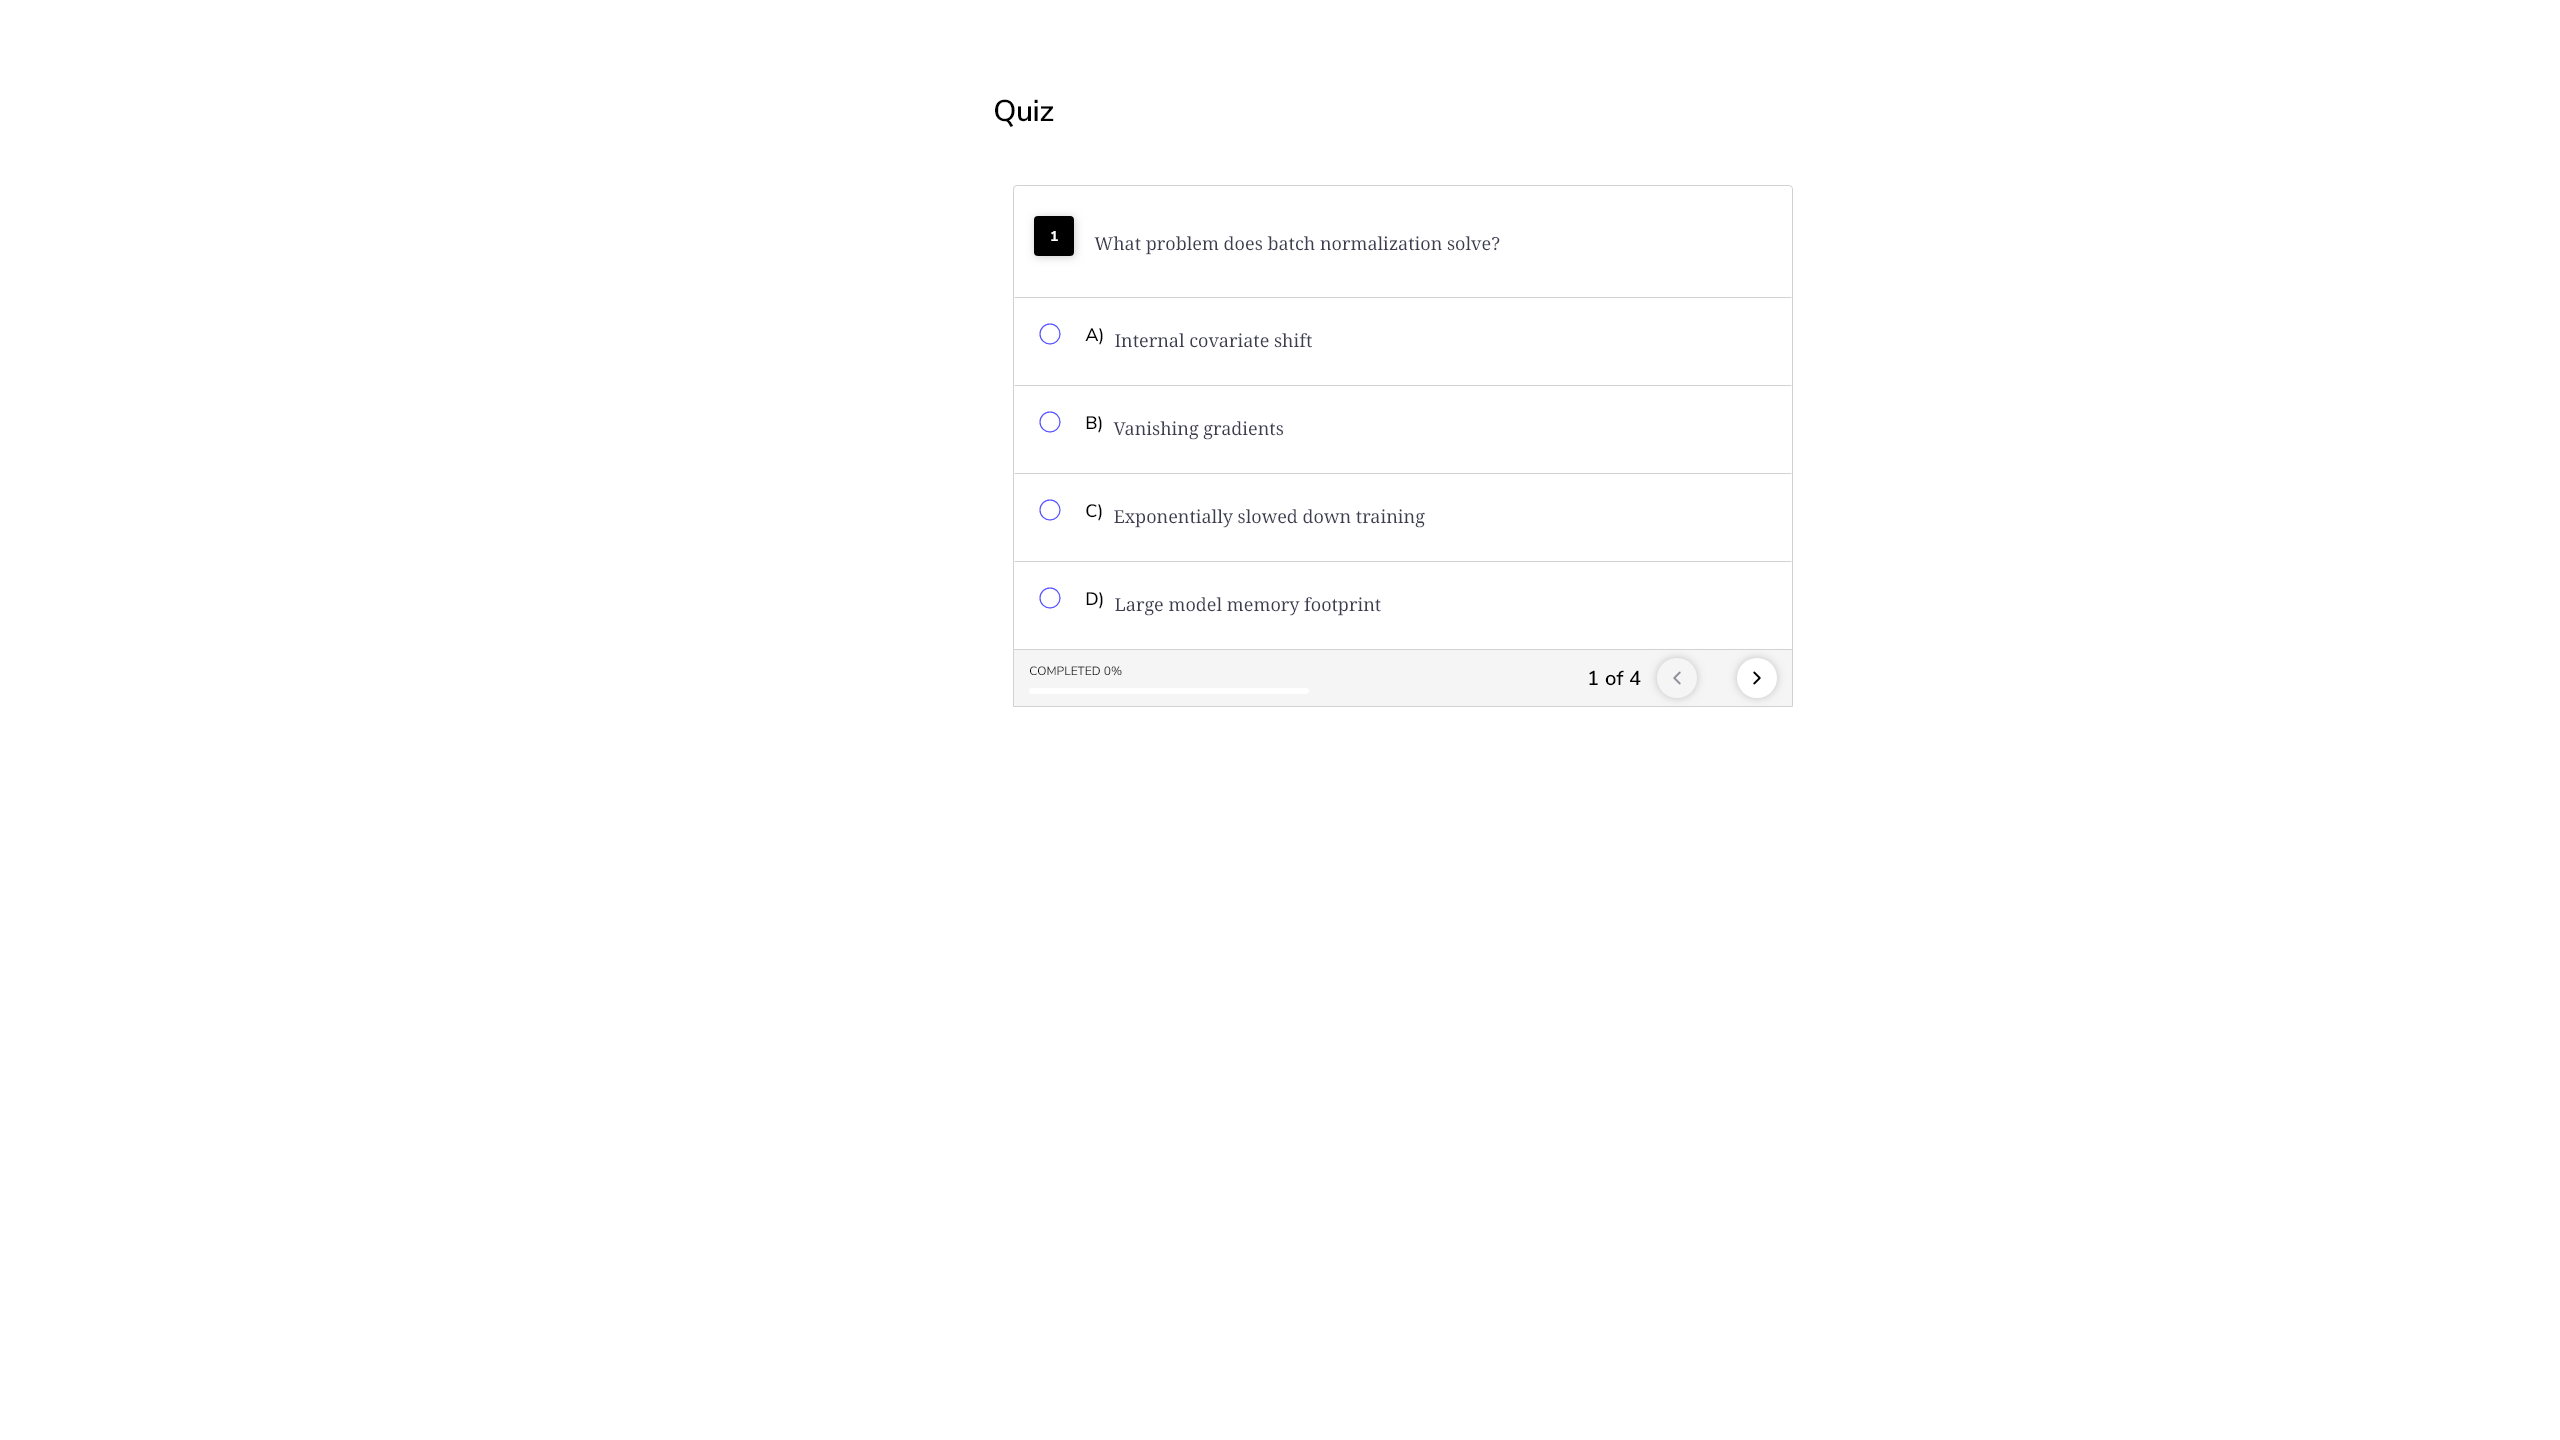 Quiz
1 What problem does batch normalization solve?
A) Internal covariate shift
B) Vanishing gradients
C) Exponentially slowed down training
D) Large model memory footprint
COMPLETED 0%
1 of 4